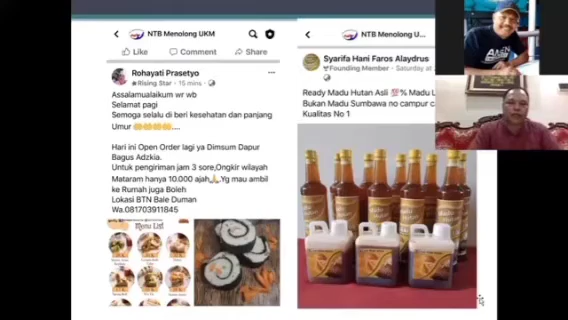 NTB Menolong UKM
Like
Comment
Share
Rohayati Prasetyo
Rising Star · 15 mins ·
Assalamualaikum wr wb
Selamat pagi
Semoga selalu di beri kesehatan dan panjang
Umur 🤲🤲🤲....
Hari ini Open Order lagi ya Dimsum Dapur
Bagus Adzkia.
Untuk pengiriman jam 3 sore,Ongkir wilayah
Mataram hanya 10.000 ajah🙏.Yg mau ambil
ke Rumah juga Boleh
Lokasi BTN Bale Duman
Wa.081703911845
Menu List
NTB Menolong U...
Syarifa Hani Faros Alaydrus
Founding Member · Saturday at
Ready Madu Hutan Asli 💯% Madu L
Bukan Madu Sumbawa no campur c
Kualitas No 1